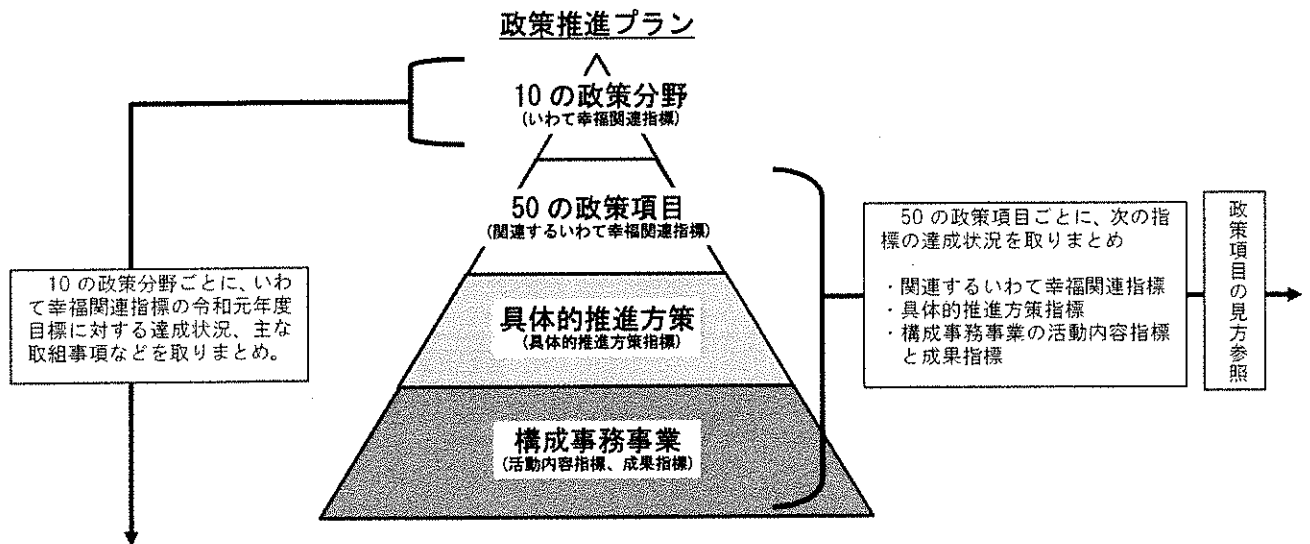 政策推進プラン
10の政策分野
(いわて幸福関連指標)
50の政策項目
(関連するいわて幸福関連指標)
具体的推進方策
(具体的推進方策指標)
構成事務事業
(活動内容指標、成果指標)
10の政策分野ごとに、いわ
て幸福関連指標の令和元年度
目標に対する達成状況、主な
取組事項などを取りまとめ。
50の政策項目ごとに、次の指
標の達成状況を取りまとめ
・関連するいわて幸福関連指標
・具体的推進方策指標
・構成事務事業の活動内容指標
と成果指標
政策項目の見方参照